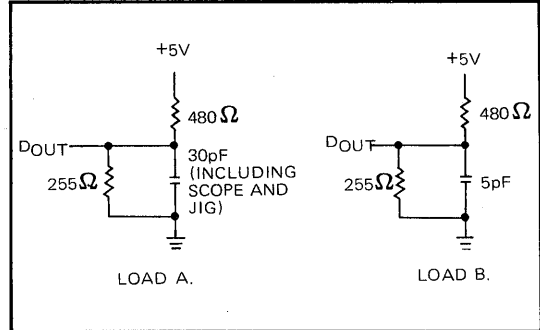 +5V
480Ω
DOUT
30pF
(INCLUDING
SCOPE AND
JIG)
255Ω
LOAD A.
+5V
480Ω
DOUT
255Ω
5pF
LOAD B.